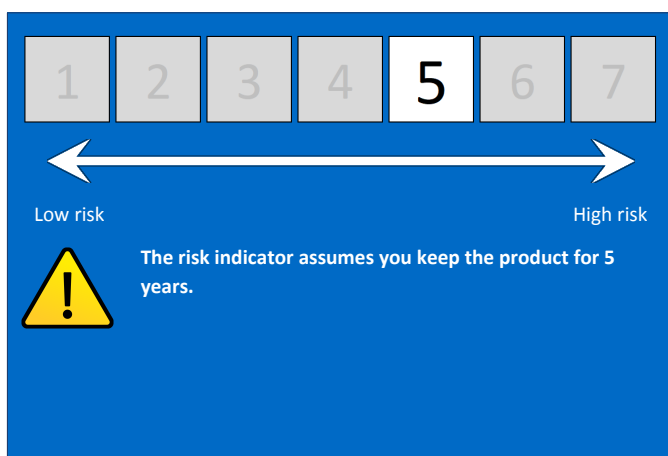 1 2 3 4 5 6 7
Low risk High risk
The risk indicator assumes you keep the product for 5
years.